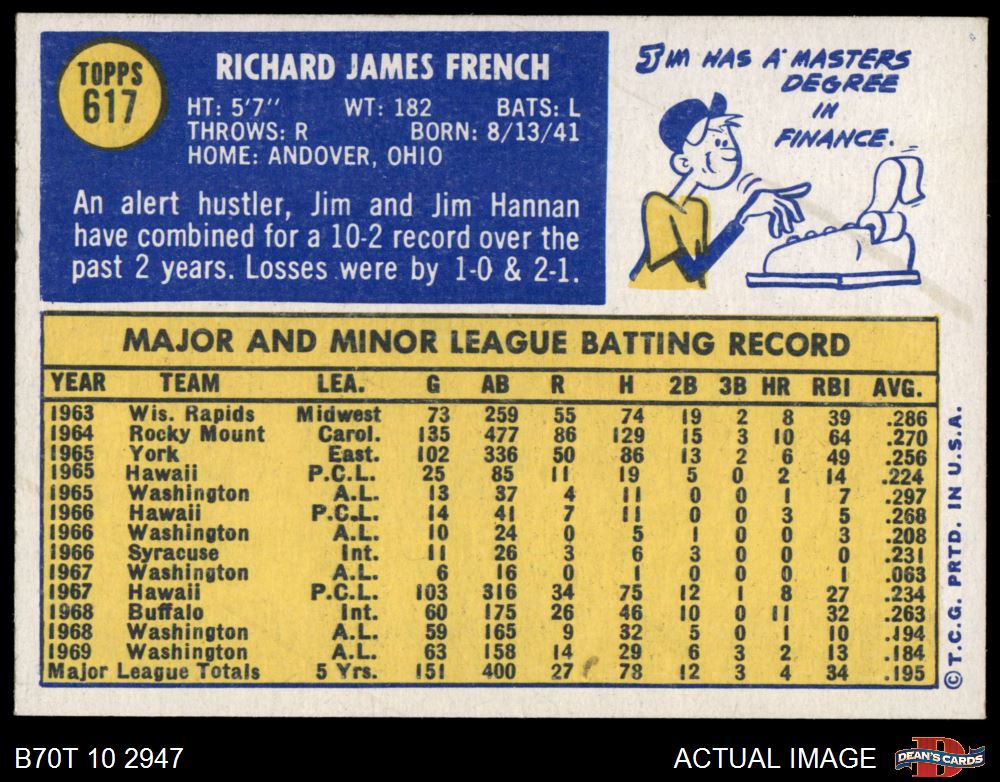 TOPPS
617
RICHARD JAMES FRENCH
HT: 5'7" WT: 182 BATS: L
THROWS: R BORN: 8/13/41
HOME: ANDOVER, OHIO
An alert hustler, Jim and Jim Hannan
have combined for a 10-2 record over the
past 2 years. Losses were by 1-0 & 2-1.
JIM HAS A MASTERS
DEGREE
IN
FINANCE.
MAJOR AND MINOR LEAGUE BATTING RECORD
YEAR TEAM LEA. G AB R H 2B 3B HR RBI AVG.
1963 Wis. Rapids Midwest 73 259 55 74 19 2 8 39 .286
1964 Rocky Mount Carol. 135 477 86 129 15 3 10 64 .270
1965 York East. 102 336 50 86 13 2 6 49 .256
1965 Hawaii P.C.L. 25 85 11 19 5 0 2 14 .224
1965 Washington A.L. 13 37 4 11 0 0 1 7 .297
1966 Hawaii P.C.L. 14 41 7 11 0 0 3 5 .268
1966 Washington A.L. 10 24 0 5 1 0 0 3 .208
1966 Syracuse Int. 11 26 3 6 3 0 0 0 .231
1967 Washington A.L. 6 16 0 1 0 0 0 1 .063
1967 Hawaii P.C.L. 103 316 34 75 12 1 8 27 .234
1968 Buffalo Int. 60 175 26 46 10 0 11 32 .263
1968 Washington A.L. 59 165 9 32 5 0 1 10 .194
1969 Washington A.L. 63 158 14 29 6 3 2 13 .184
Major League Totals 5 Yrs. 151 400 27 78 12 3 4 34 .195
© T.C.G. PRTD. IN U.S.A.
B70T 10 2947
ACTUAL IMAGE
D
DEAN'S CARDS